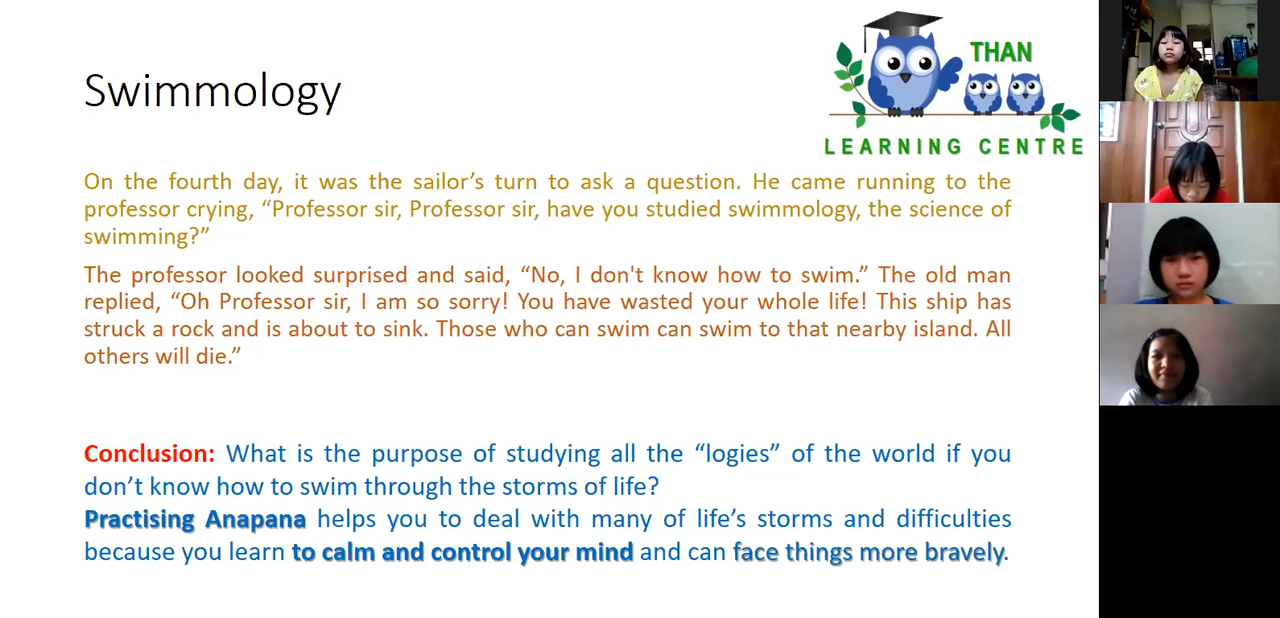 Swimmology
THAN
LEARNING CENTRE
On the fourth day, it was the sailor’s turn to ask a question. He came running to the
professor crying, “Professor sir, Professor sir, have you studied swimmology, the science of
swimming?”
The professor looked surprised and said, “No, I don't know how to swim.” The old man
replied, “Oh Professor sir, I am so sorry! You have wasted your whole life! This ship has
struck a rock and is about to sink. Those who can swim can swim to that nearby island. All
others will die.”
Conclusion: What is the purpose of studying all the “logies” of the world if you
don’t know how to swim through the storms of life?
Practising Anapana helps you to deal with many of life’s storms and difficulties
because you learn to calm and control your mind and can face things more bravely.